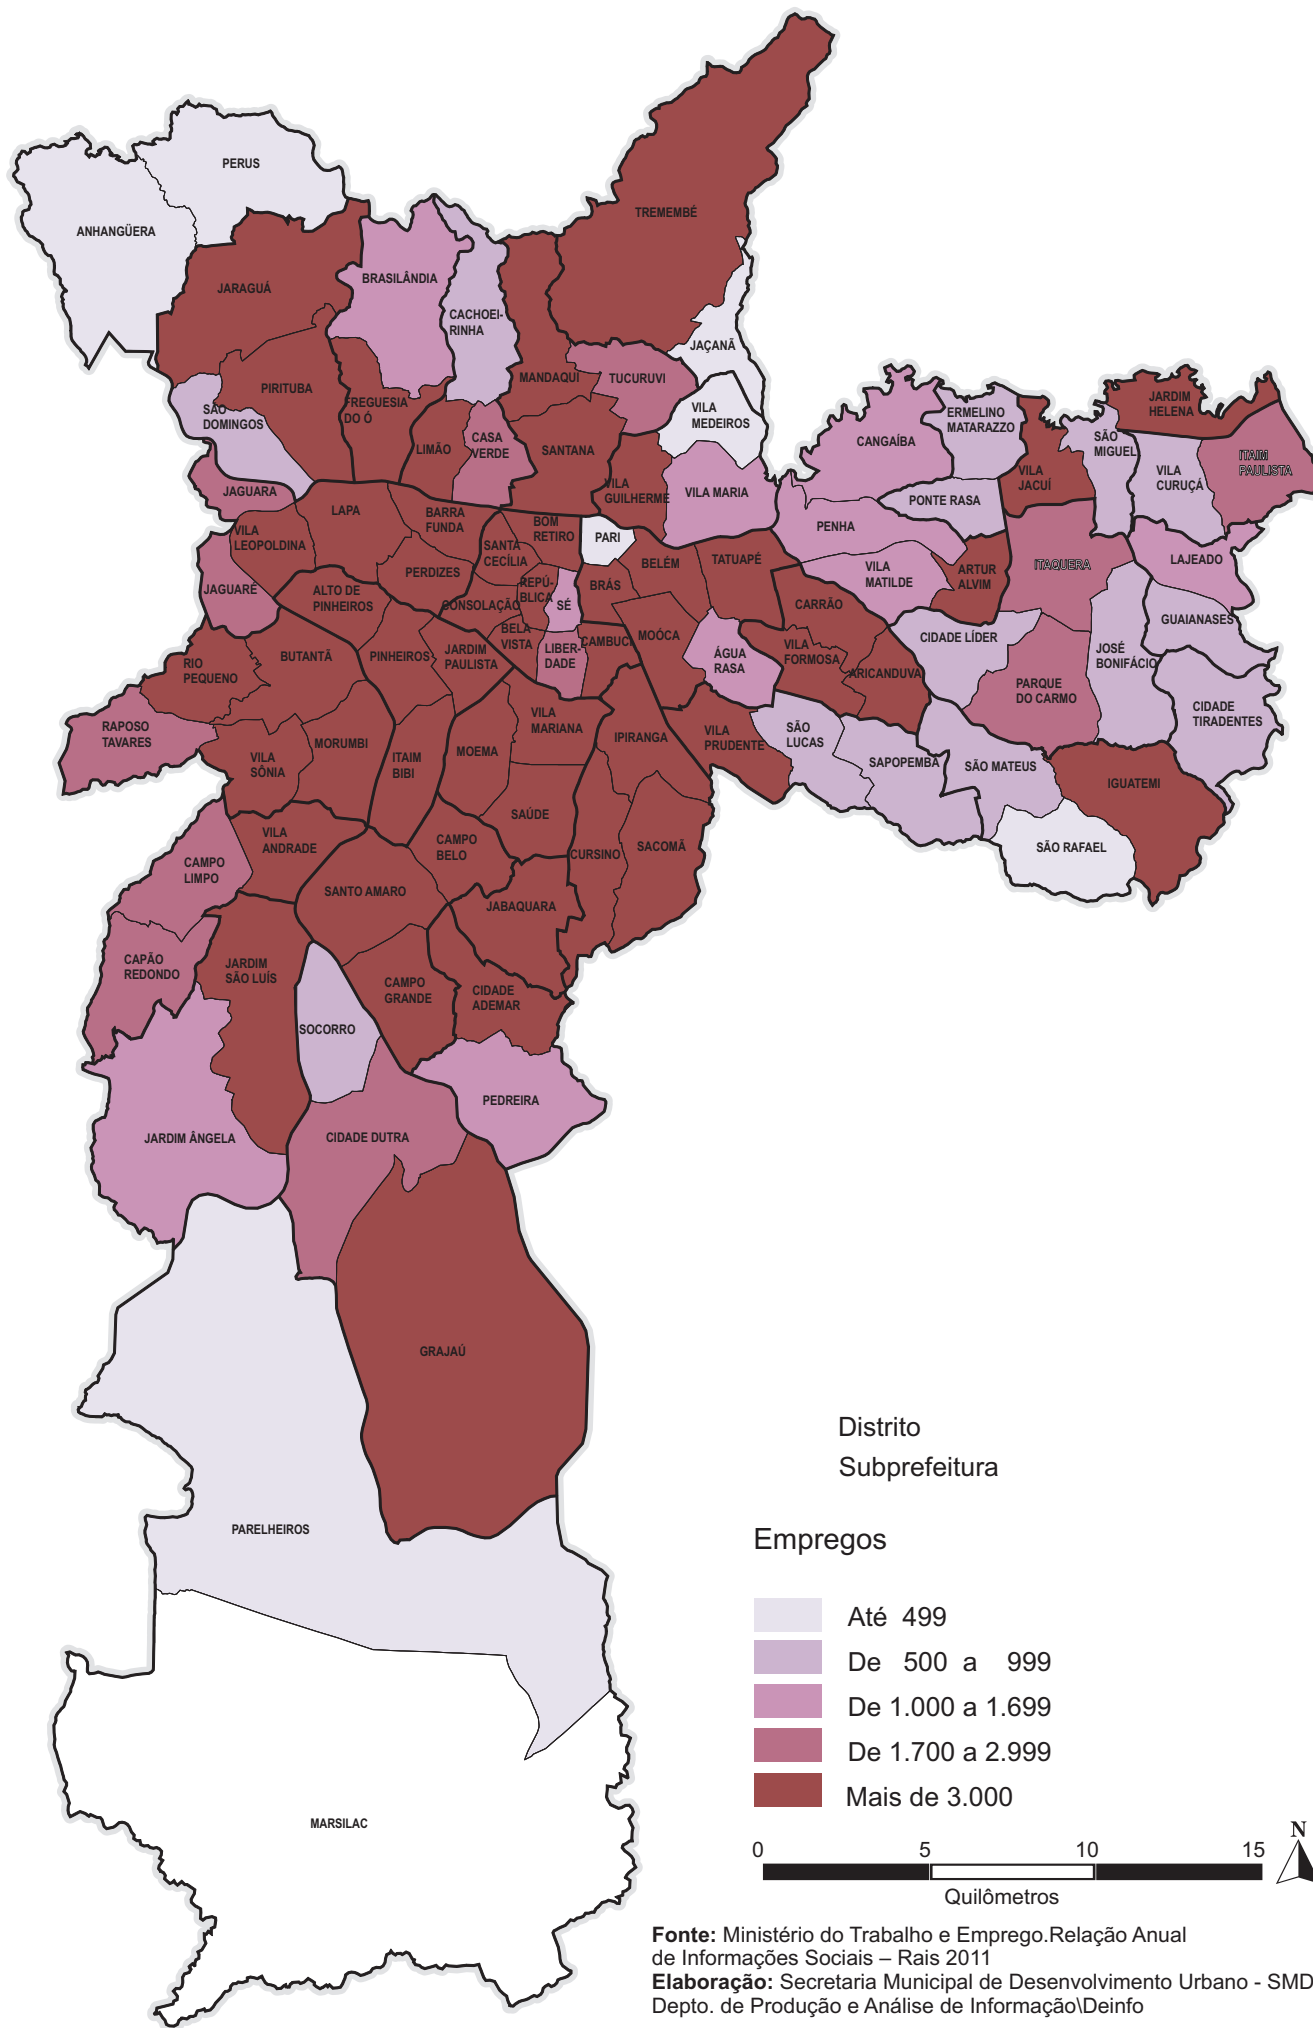 PERUS
ANHANGÜERA
TREMEMBÉ
JARAGUÁ
BRASILÂNDIA
CACHOEI-
RINHA
JAÇANÃ
MANDAQUI
TUCURUVI
PIRITUBA
SÃO
DOMINGOS
FREGUESIA
DO Ó
LIMÃO
CASA
VERDE
SANTANA
VILA
MEDEIROS
VILA
GUILHERME
VILA MARIA
CANGAÍBA
ERMELINO
MATARAZZO
SÃO
MIGUEL
JARDIM
HELENA
ITAIM
PAULISTA
VILA
JACUÍ
VILA
CURUÇÁ
PONTE RASA
JAGUARA
LAPA
BARRA
FUNDA
BOM
RETIRO
PARI
PENHA
VILA
LEOPOLDINA
SANTA
CECÍLIA
PERDIZES
BELÉM
TATUAPÉ
VILA
MATILDE
ARTUR
ALVIM
ITAQUERA
LAJEADO
JAGUARÉ
ALTO DE
PINHEIROS
CONSOLAÇÃO
REPÚ-
BLICA
SÉ
BRÁS
CARRÃO
GUAIANASES
RIO
PEQUENO
BUTANTÃ
PINHEIROS
JARDIM
PAULISTA
BELA
VISTA
LIBER-
DADE
CAMBUCI
MOÓCA
ÁGUA
RASA
VILA
FORMOSA
ARICANDUVA
CIDADE LÍDER
JOSÉ
BONIFÁCIO
PARQUE
DO CARMO
CIDADE
TIRADENTES
RAPOSO
TAVARES
VILA
SÔNIA
MORUMBI
ITAIM
BIBI
MOEMA
VILA
MARIANA
IPIRANGA
VILA
PRUDENTE
SÃO
LUCAS
SAPOPEMBA
SÃO MATEUS
IGUATEMI
SÃO RAFAEL
SAÚDE
VILA
ANDRADE
CAMPO
BELO
CURSINO
SACOMÃ
CAMPO
LIMPO
SANTO AMARO
JABAQUARA
CAPÃO
REDONDO
JARDIM
SÃO LUÍS
CAMPO
GRANDE
CIDADE
ADEMAR
SOCORRO
PEDREIRA
JARDIM ÂNGELA
CIDADE DUTRA
GRAJAÚ
PARELHEIROS
MARSILAC
Distrito
Subprefeitura
Empregos
Até 499
De 500 a 999
De 1.000 a 1.699
De 1.700 a 2.999
Mais de 3.000
0 5 10 15
N
Quilômetros
Fonte: Ministério do Trabalho e Emprego.Relação Anual
de Informações Sociais – Rais 2011
Elaboração: Secretaria Municipal de Desenvolvimento Urbano - SMD
Depto. de Produção e Análise de Informação\Deinfo